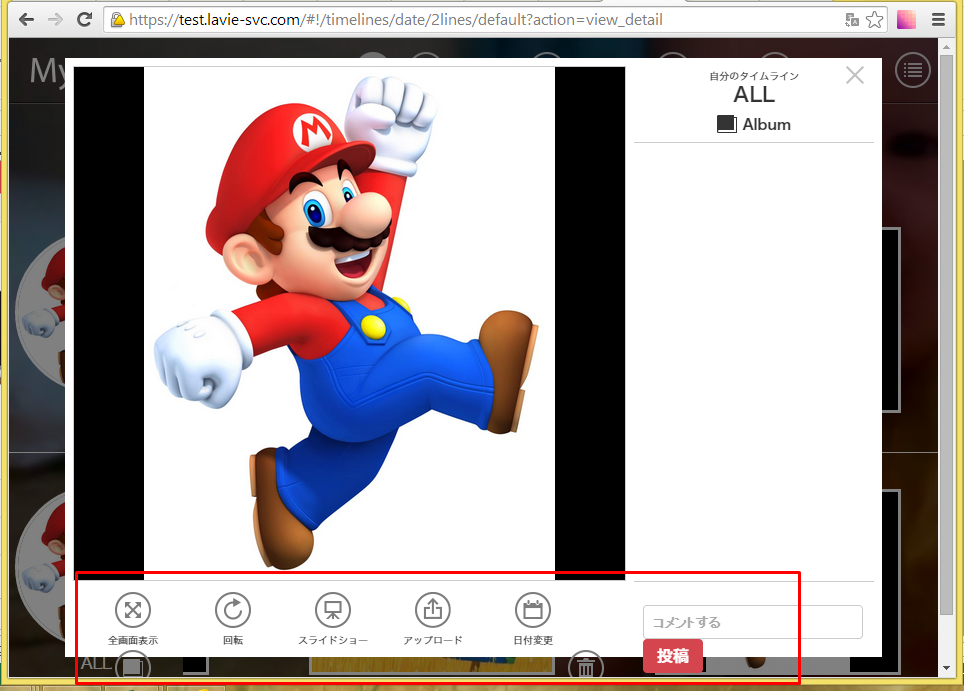 https://test.lavie-svc.com/#!/timelines/date/2lines/default?action=view_detail
My
自分のタイムライン
ALL
Album
M
全画面表示
回転
スライドショー
アップロード
日付変更
コメントする
投稿
ALL